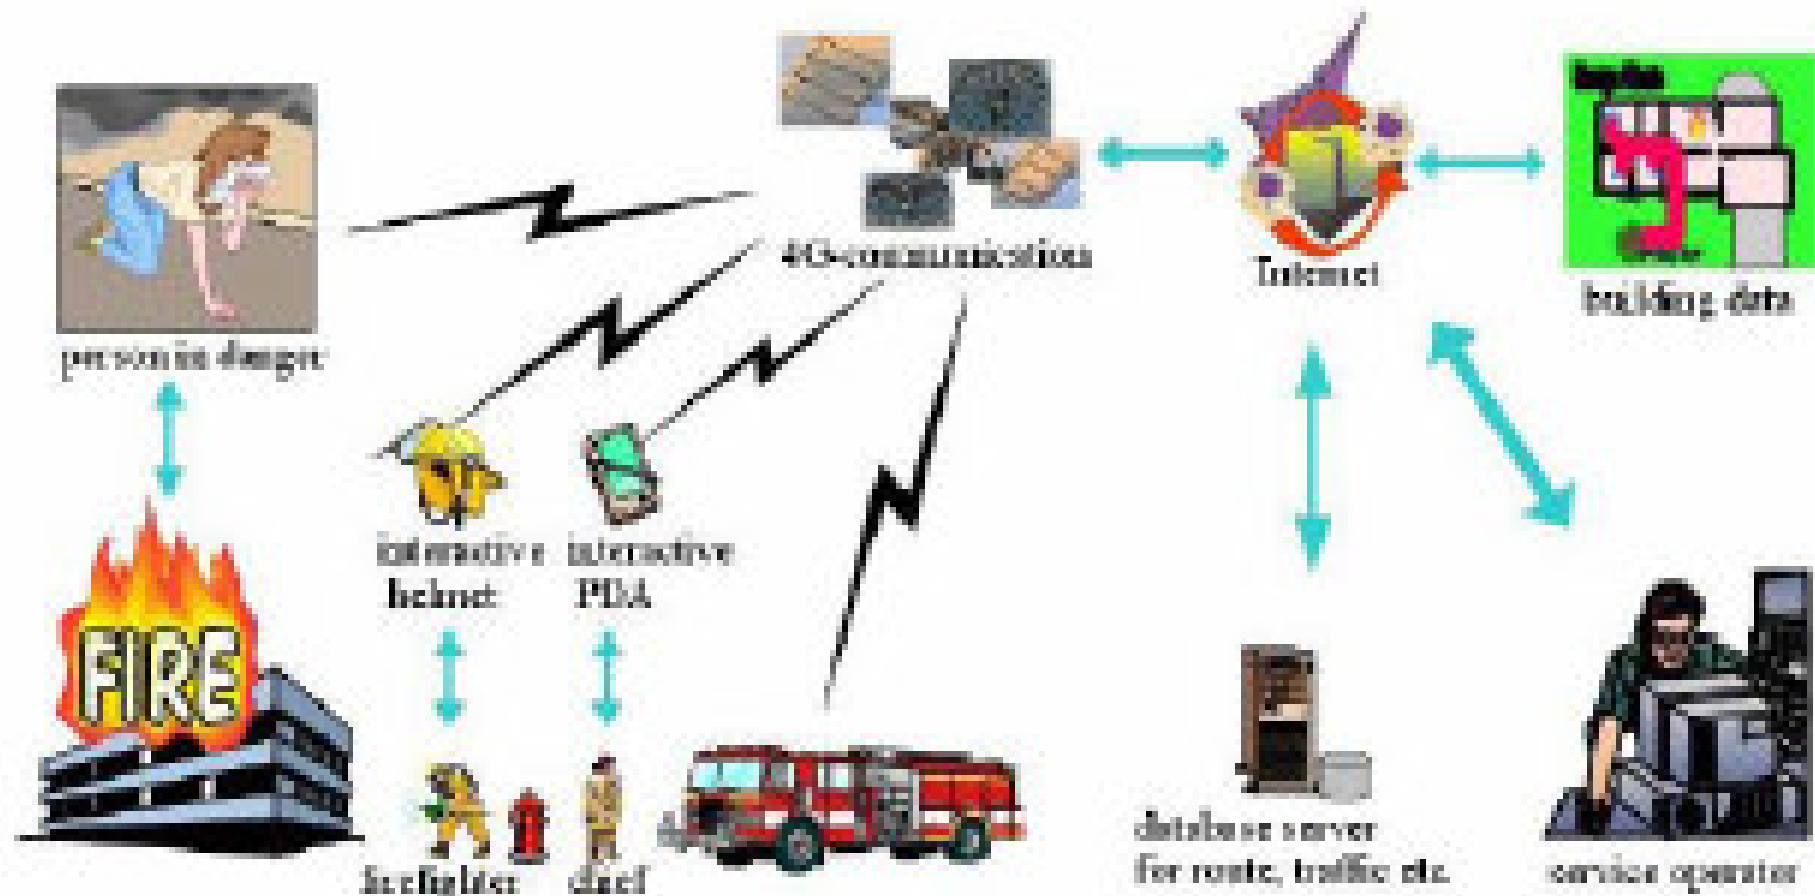 4G-communication
Internet
building data
person in danger
interactive
helmet
interactive
PDA
FIRE
firefighter
chief
database server
for route, traffic etc.
service operator